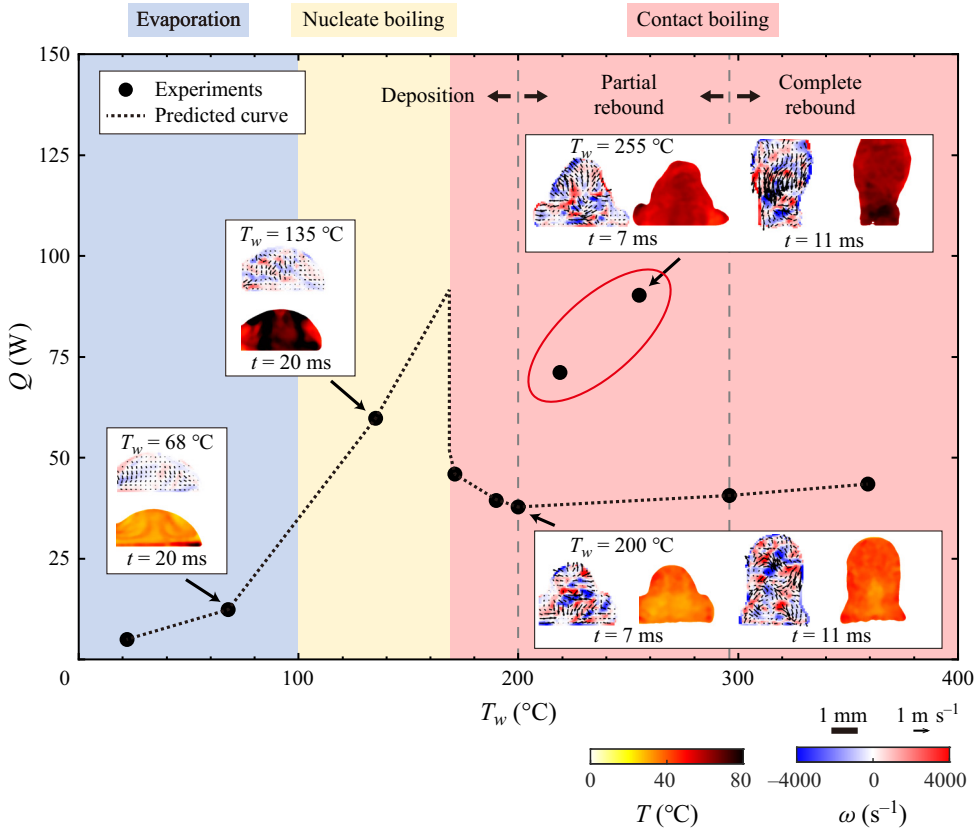 Evaporation
Nucleate boiling
Contact boiling
150
125
100
75
50
25
Q (W)
Experiments
Predicted curve
Deposition
Partial
rebound
Complete
rebound
T_w = 255 °C
t = 7 ms
t = 11 ms
T_w = 135 °C
t = 20 ms
T_w = 68 °C
t = 20 ms
T_w = 200 °C
t = 7 ms
t = 11 ms
0
100
200
300
400
T_w (°C)
1 mm
1 m s⁻¹
0
40
80
T (°C)
−4000
0
4000
ω (s⁻¹)